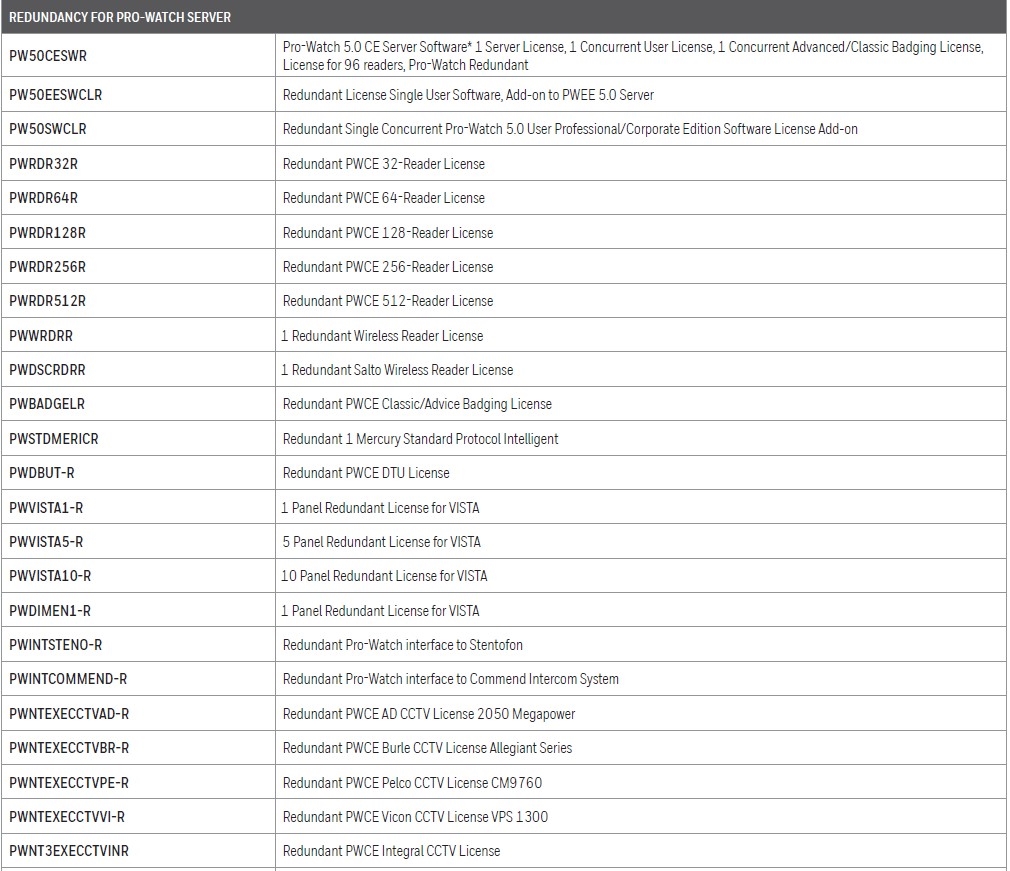 REDUNDANCY FOR PRO-WATCH SERVER
PW50CESWR Pro-Watch 5.0 CE Server Software* 1 Server License, 1 Concurrent User License, 1 Concurrent Advanced/Classic Badging License,
License for 96 readers, Pro-Watch Redundant
PW50EESWCLR Redundant License Single User Software, Add-on to PWEE 5.0 Server
PW50SWCLR Redundant Single Concurrent Pro-Watch 5.0 User Professional/Corporate Edition Software License Add-on
PWRDR32R Redundant PWCE 32-Reader License
PWRDR64R Redundant PWCE 64-Reader License
PWRDR128R Redundant PWCE 128-Reader License
PWRDR256R Redundant PWCE 256-Reader License
PWRDR512R Redundant PWCE 512-Reader License
PWWRDRR 1 Redundant Wireless Reader License
PWDSCRDRR 1 Redundant Salto Wireless Reader License
PWBADGELR Redundant PWCE Classic/Advice Badging License
PWSTDMERICR Redundant 1 Mercury Standard Protocol Intelligent
PWDBUT-R Redundant PWCE DTU License
PWVISTA1-R 1 Panel Redundant License for VISTA
PWVISTA5-R 5 Panel Redundant License for VISTA
PWVISTA10-R 10 Panel Redundant License for VISTA
PWDIMEN1-R 1 Panel Redundant License for VISTA
PWINTSTENO-R Redundant Pro-Watch interface to Stentofon
PWINTCOMMEND-R Redundant Pro-Watch interface to Commend Intercom System
PWNTEXECCTVAD-R Redundant PWCE AD CCTV License 2050 Megapower
PWNTEXECCTVBR-R Redundant PWCE Burle CCTV License Allegiant Series
PWNTEXECCTVPE-R Redundant PWCE Pelco CCTV License CM9760
PWNTEXECCTVVI-R Redundant PWCE Vicon CCTV License VPS 1300
PWNT3EXECCTVINR Redundant PWCE Integral CCTV License